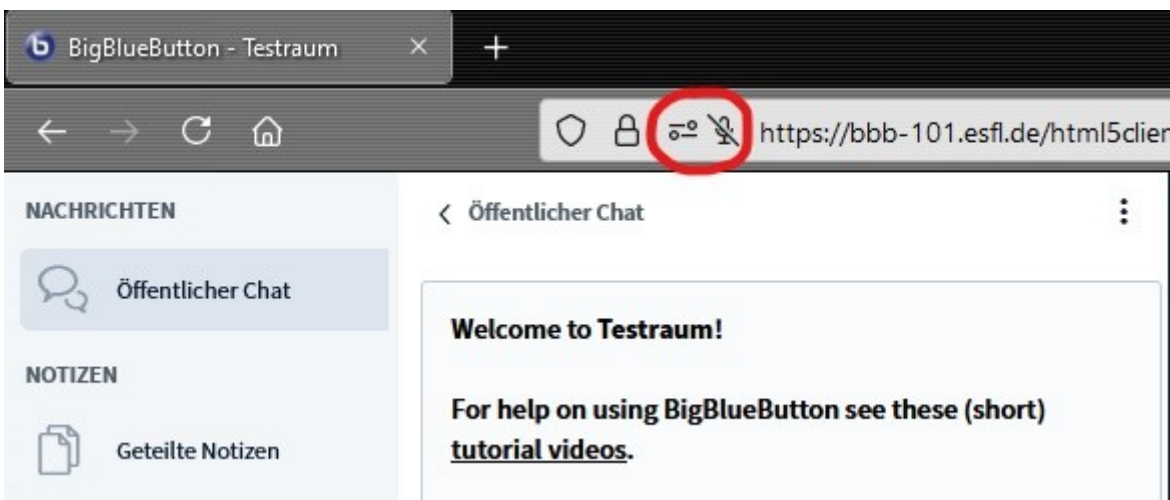 BigBlueButton - Testraum
https://bbb-101.esfl.de/html5clier
NACHRICHTEN
Öffentlicher Chat
NOTIZEN
Geteilte Notizen
Öffentlicher Chat
Welcome to Testraum!
For help on using BigBlueButton see these (short)
tutorial videos.